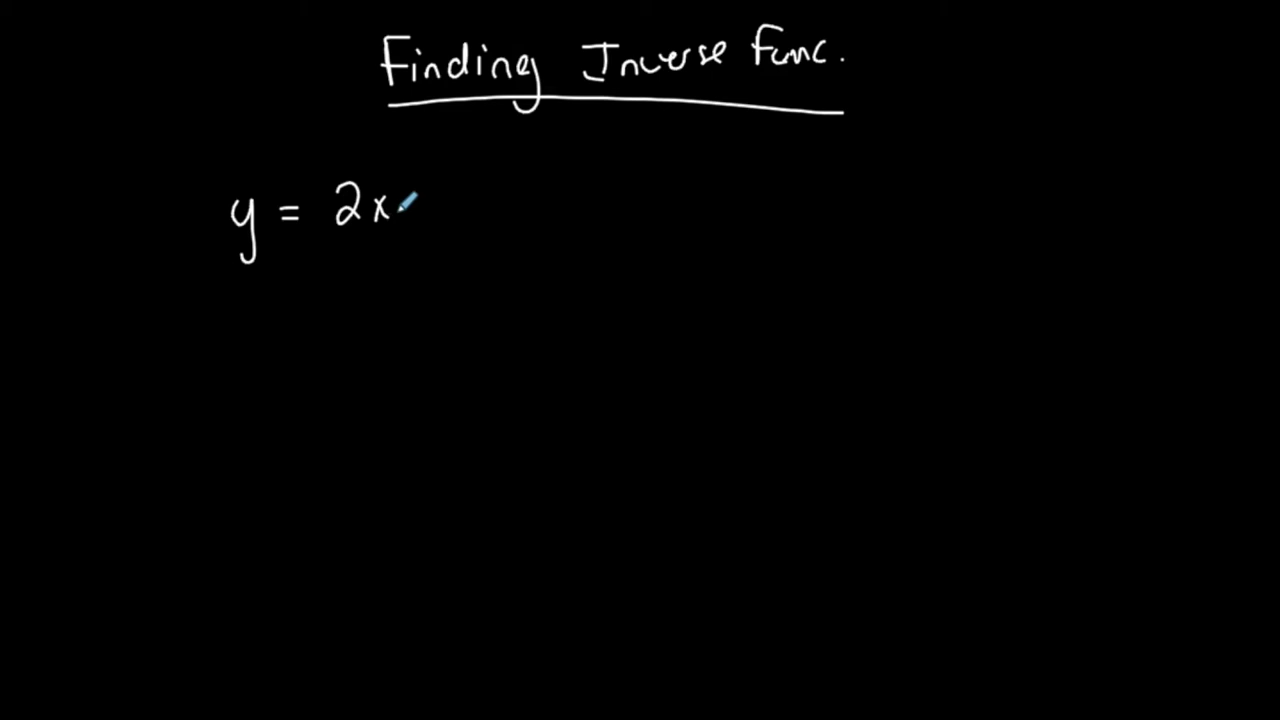 Finding Inverse Func.
y = 2x